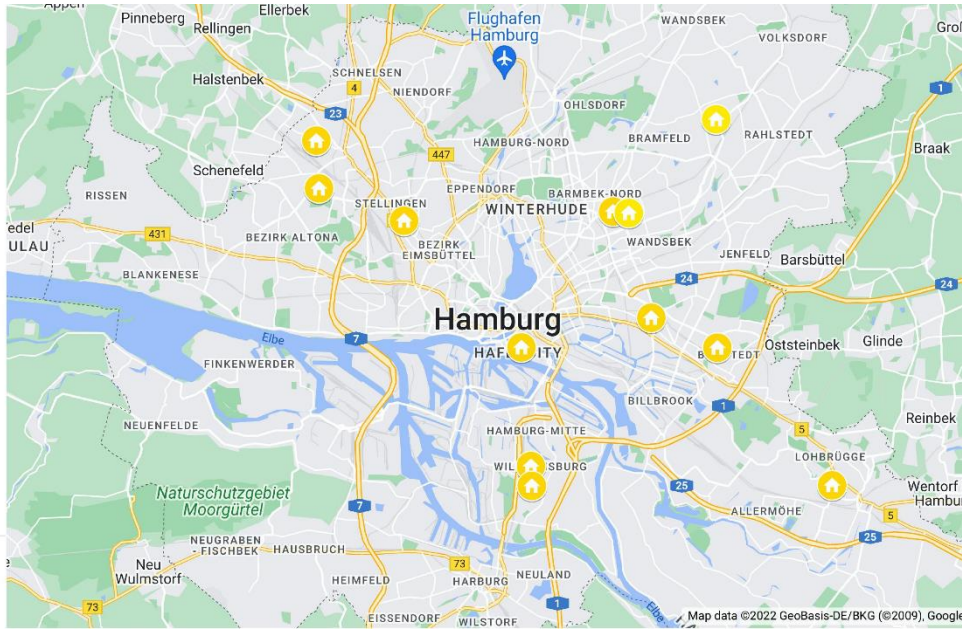 Appen
Pinneberg
Ellerbek
Rellingen
Flughafen
Hamburg
WANDSBEK
VOLKSDORF
SCHNELSEN
Halstenbek
4
NIENDORF
1
23
OHLSDORF
HAMBURG-NORD
BRAMFELD
RAHLSTEDT
Braak
447
Schenefeld
RISSEN
EPPENDORF
BARMBEK-NORD
STELLINGEN
WINTERHUDE
431
BEZIRK ALTONA
BEZIRK
EIMSBÜTTEL
WANDSBEK
JENFELD
Barsbüttel
BLANKENESE
24
24
Elbe
7
Hamburg
Oststeinbek
Glinde
FINKENWERDER
BILLBROOK
1
NEUENFELDE
HAMBURG-MITTE
5
Reinbek
LOHBRÜGGE
Naturschutzgebiet
Moorgürtel
7
25
ALLERMÖHE
5
Wentorf
25
NEUGRABEN
- FISCHBEK
HAUSBRUCH
73
Neu
Wulmstorf
HEIMFELD
HARBURG
NEULAND
73
1
Elbe
EISSENDORF
WILSTORF
Map data ©2022 GeoBasis-DE/BKG (©2009), Google